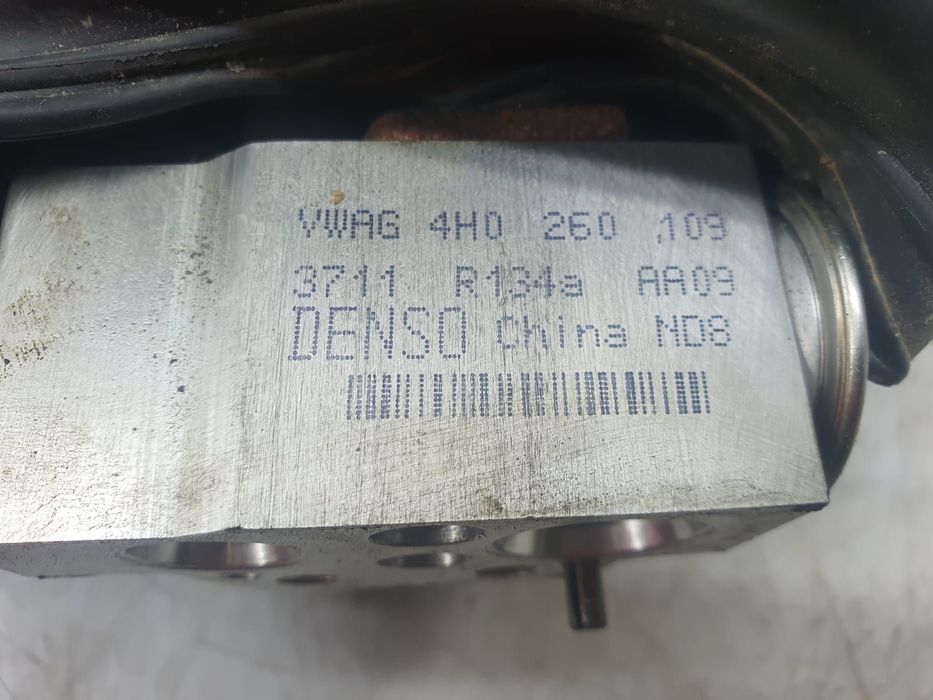 VWAG 4H0 260 109
3711 R134a AA09
DENSO China ND8